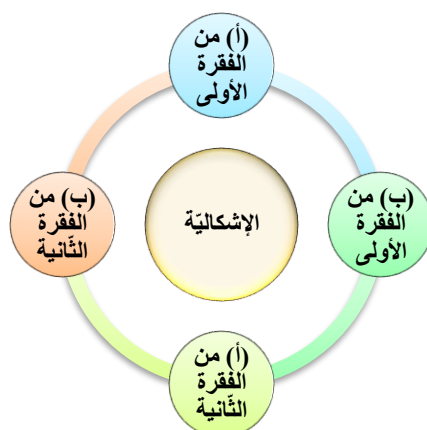 (أ) من
الفقرة
الأولى
(ب) من
الفقرة
الأولى
(أ) من
الفقرة
الثّانية
(ب) من
الفقرة
الثّانية
الإشكاليّة